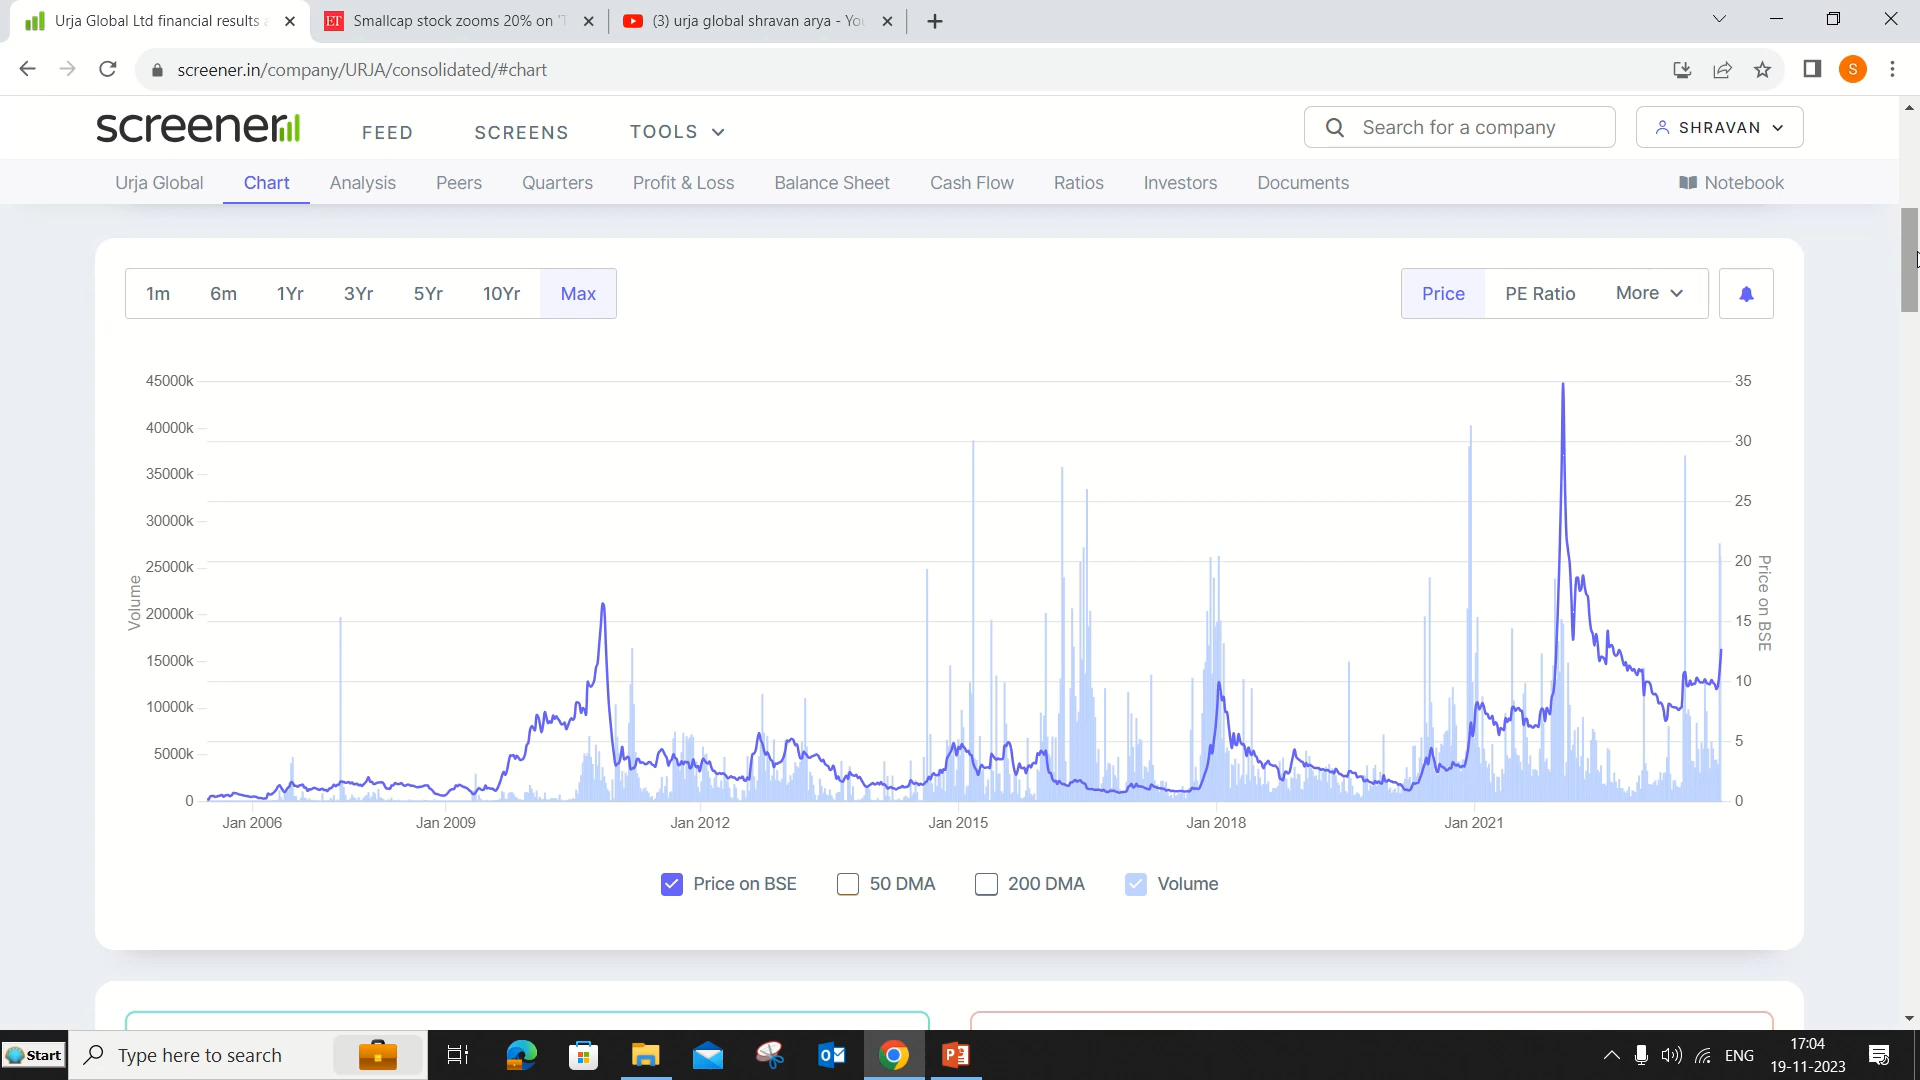 Urja Global Ltd financial results a
Smallcap stock zooms 20% on 'T
(3) urja global shravan arya - You
screener.in/company/URJA/consolidated/#chart
S
screener
FEED
SCREENS
TOOLS
Search for a company
SHRAVAN
Urja Global
Chart
Analysis
Peers
Quarters
Profit & Loss
Balance Sheet
Cash Flow
Ratios
Investors
Documents
Notebook
1m
6m
1Yr
3Yr
5Yr
10Yr
Max
Price
PE Ratio
More
45000k
40000k
35000k
30000k
25000k
20000k
15000k
10000k
5000k
0
Volume
35
30
25
20
15
10
5
0
Price on BSE
Jan 2006
Jan 2009
Jan 2012
Jan 2015
Jan 2018
Jan 2021
Price on BSE
50 DMA
200 DMA
Volume
Start
Type here to search
ENG
17:04
19-11-2023